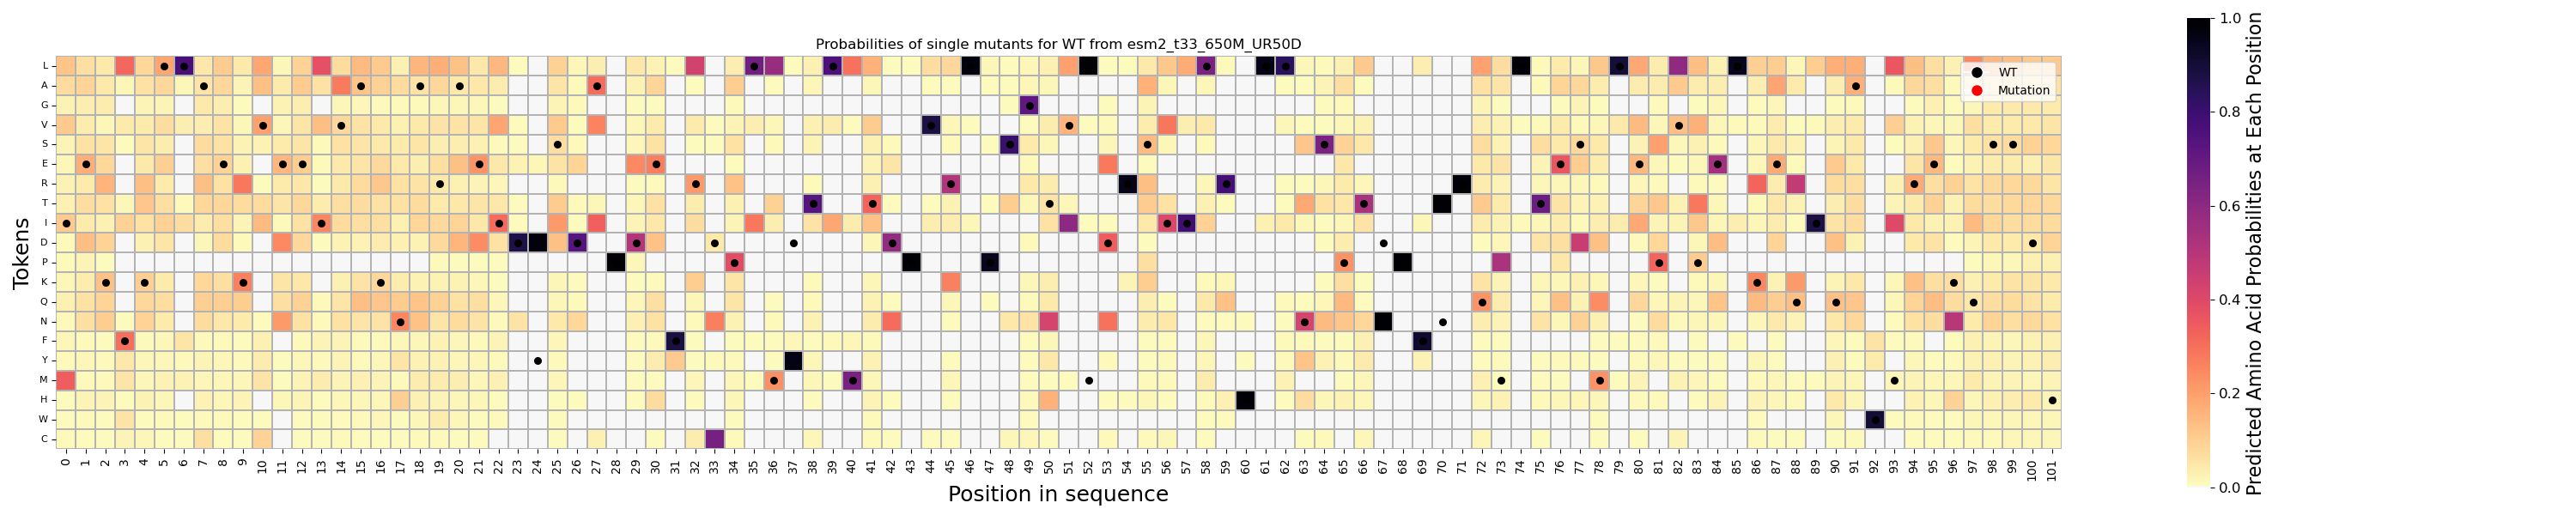 Probabilities of single mutants for WT from esm2_t33_650M_UR50D
Tokens
L
A
G
V
S
E
R
T
I
D
P
K
Q
N
F
Y
M
H
W
C
WT
Mutation
0 1 2 3 4 5 6 7 8 9 10 11 12 13 14 15 16 17 18 19 20 21 22 23 24 25 26 27 28 29 30 31 32 33 34 35 36 37 38 39 40 41 42 43 44 45 46 47 48 49 50 51 52 53 54 55 56 57 58 59 60 61 62 63 64 65 66 67 68 69 70 71 72 73 74 75 76 77 78 79 80 81 82 83 84 85 86 87 88 89 90 91 92 93 94 95 96 97 98 99 100 101
Position in sequence
1.0
0.8
0.6
0.4
0.2
0.0
Predicted Amino Acid Probabilities at Each Position